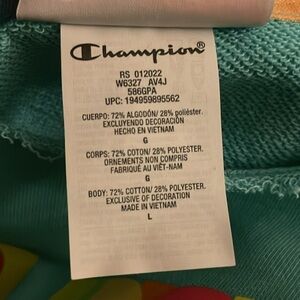 Champion®
RS 012022
W6327 AV4J
586GPA
UPC: 194959895562
CUERPO: 72% ALGODÓN/ 28% poliéster.
EXCLUYENDO DECORACIÓN
HECHO EN VIETNAM
G
CORPS: 72% COTON/ 28% POLYESTER.
ORNEMENTS NON COMPRIS
FABRIQUÉ AU VIÊT-NAM
G
BODY: 72% COTTON/ 28% POLYESTER.
EXCLUSIVE OF DECORATION
MADE IN VIETNAM
L